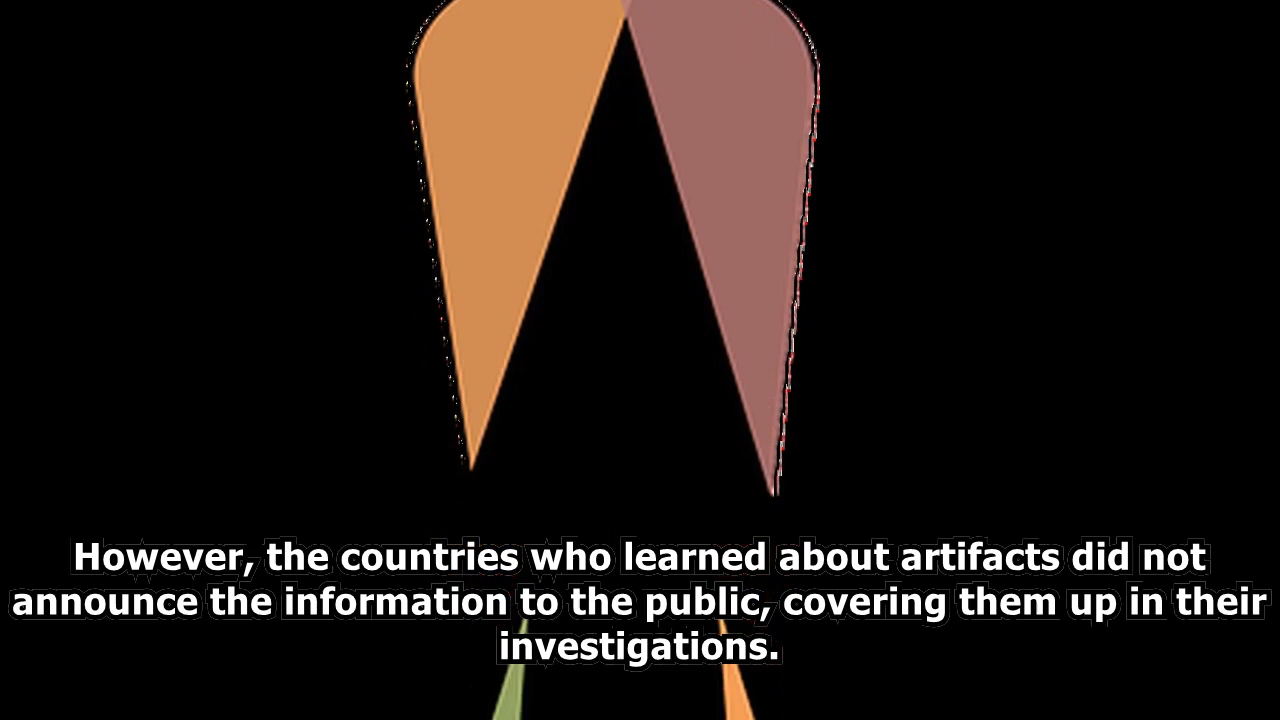 However, the countries who learned about artifacts did not
announce the information to the public, covering them up in their
investigations.